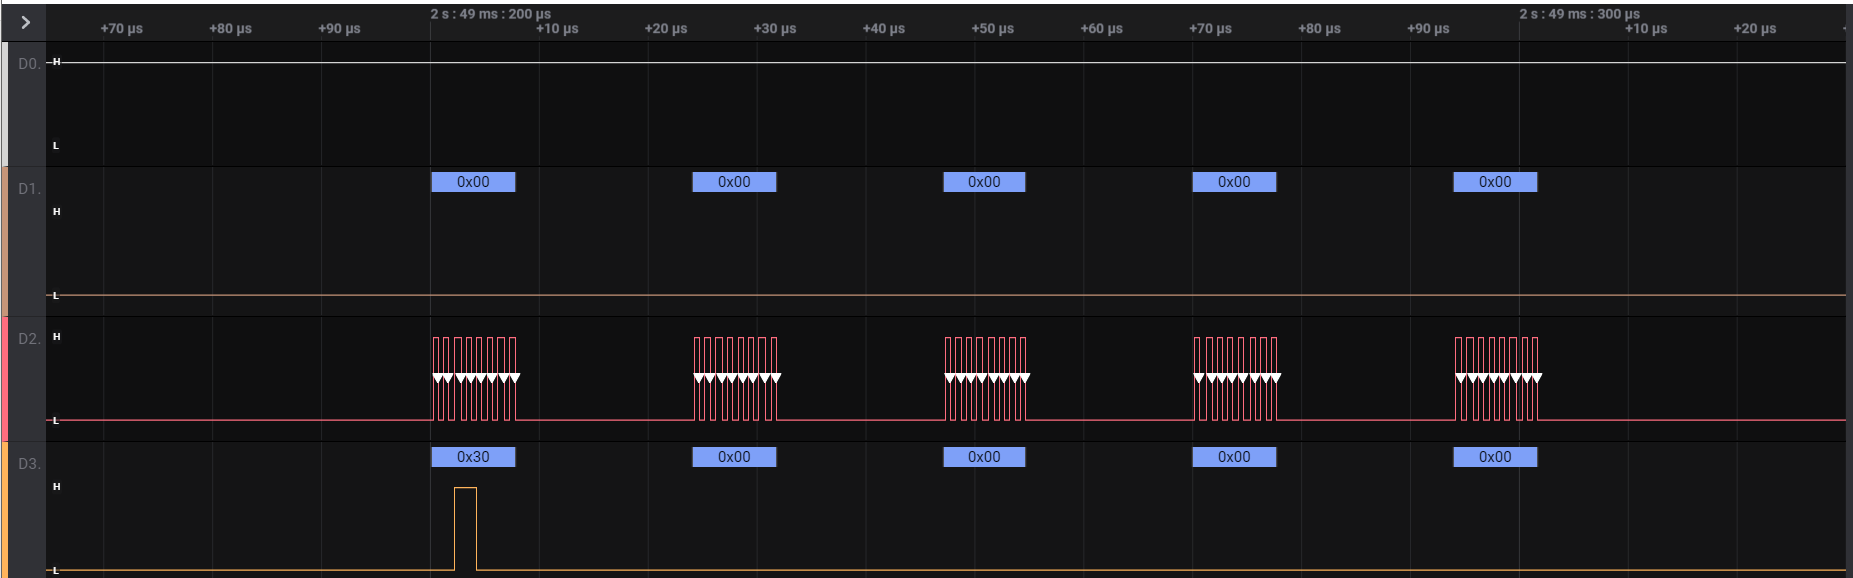 2 s : 49 ms : 200 µs 2 s : 49 ms : 300 µs
+70 µs +80 µs +90 µs +10 µs +20 µs +30 µs +40 µs +50 µs +60 µs +70 µs +80 µs +90 µs +10 µs +20 µs
D0. H
L
D1. 0x00 0x00 0x00 0x00 0x00
H
L
D2. H
L
D3. 0x30 0x00 0x00 0x00 0x00
H
L